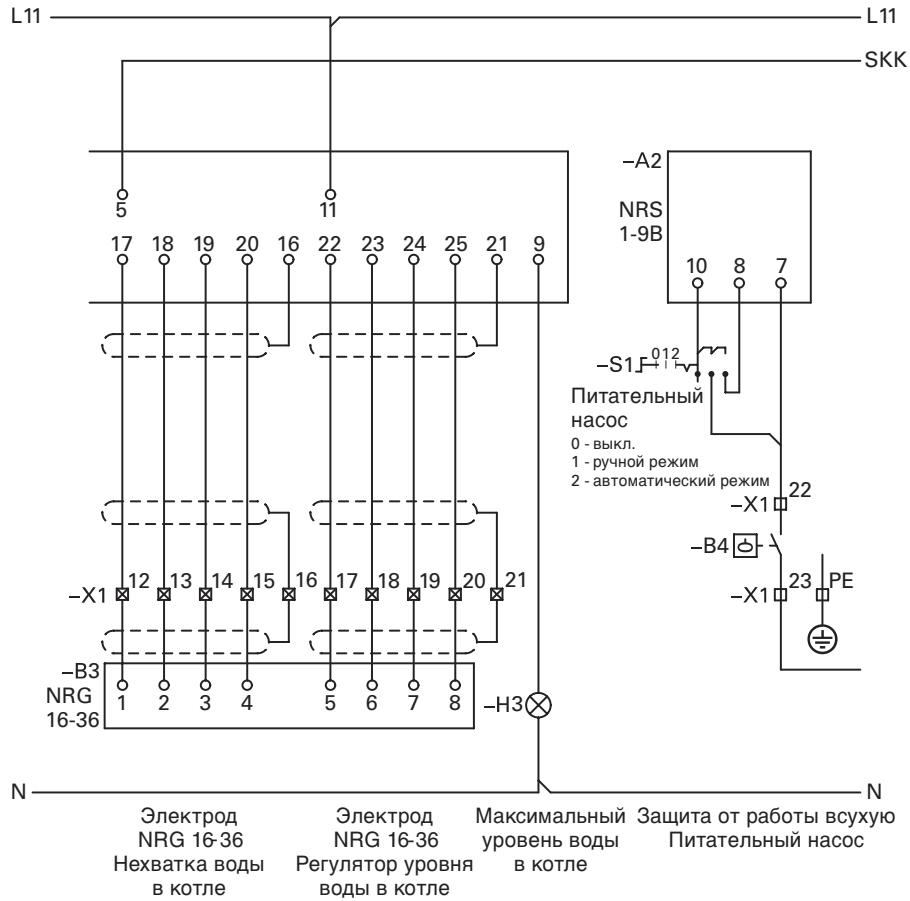 L11 L11
SKK
–A2
5 11
NRS
1-9B
17 18 19 20 16 22 23 24 25 21 9
10 8 7
–S1 0 1 2
Питательный
насос
0 - выкл.
1 - ручной режим
2 - автоматический режим
–X1 22
–B4
–X1 12 13 14 15 16 17 18 19 20 21
–X1 23 PE
–B3
NRG
16-36
1 2 3 4 5 6 7 8
–H3
N N
Электрод
NRG 16-36
Нехватка воды
в котле
Электрод
NRG 16-36
Регулятор уровня
воды в котле
Максимальный
уровень воды
в котле
Защита от работы всухую
Питательный насос